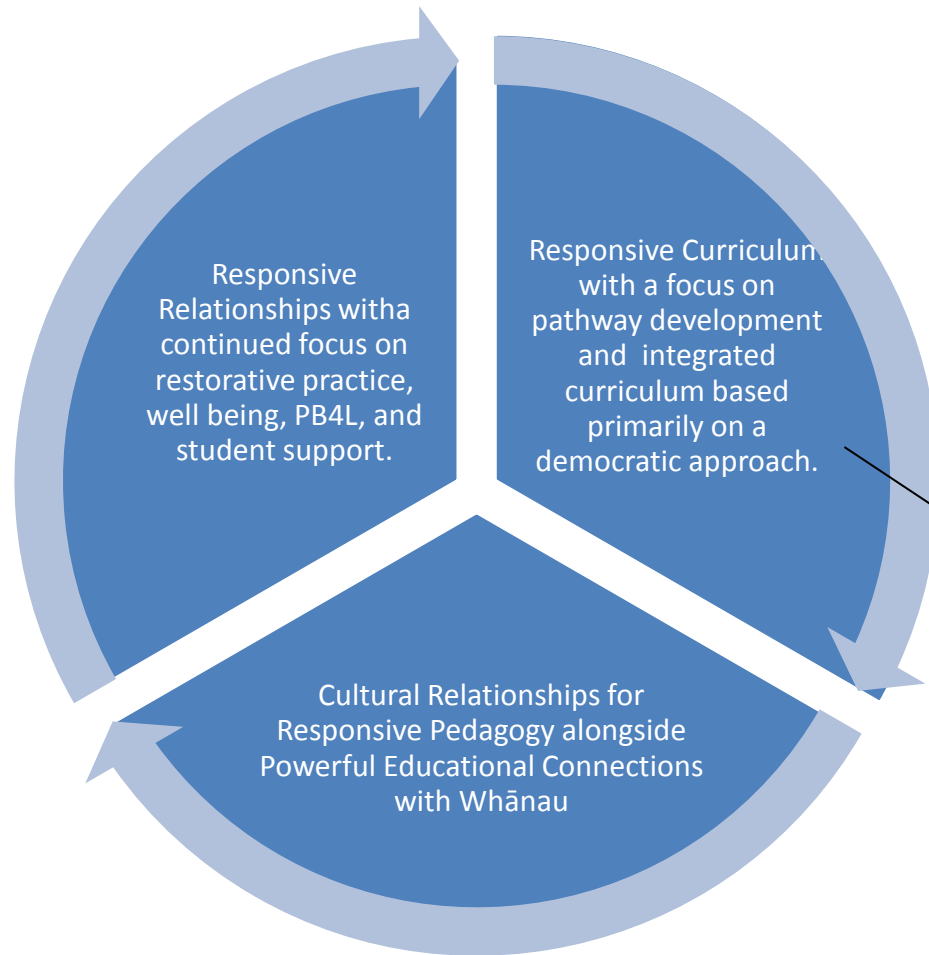 Responsive
Relationships witha
continued focus on
restorative practice,
well being, PB4L, and
student support.
Responsive Curriculum
with a focus on
pathway development
and  integrated
curriculum based
primarily on a
democratic approach.
Cultural Relationships for
Responsive Pedagogy alongside
Powerful Educational Connections
with Whānau